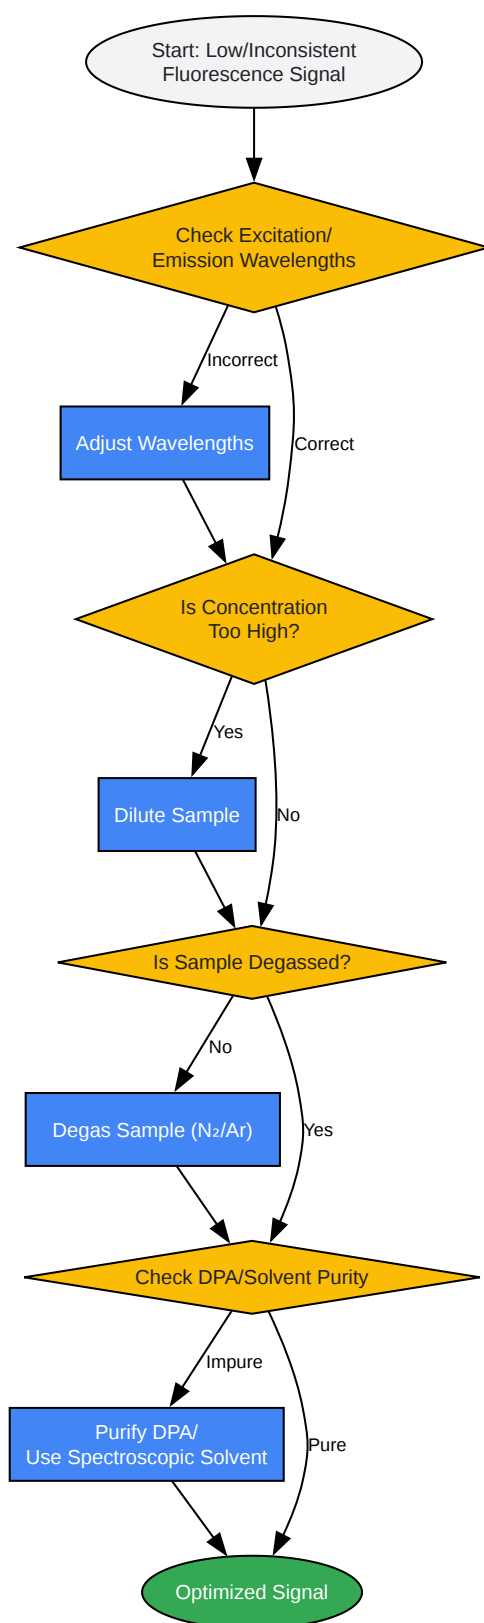 Start: Low/Inconsistent
Fluorescence Signal
Check Excitation/
Emission Wavelengths
Incorrect
Adjust Wavelengths
Correct
Is Concentration
Too High?
Yes
Dilute Sample
No
Is Sample Degassed?
No
Degas Sample (N₂/Ar)
Yes
Check DPA/Solvent Purity
Impure
Purify DPA/
Use Spectroscopic Solvent
Pure
Optimized Signal